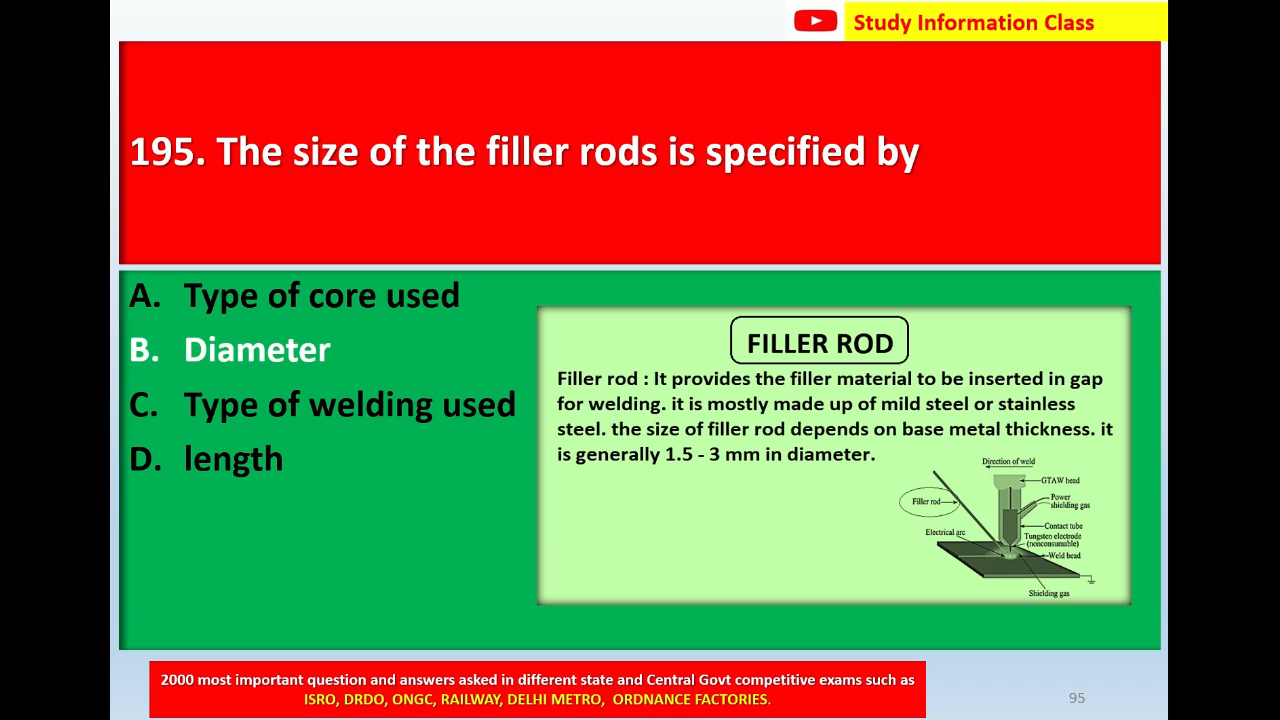 Study Information Class
195. The size of the filler rods is specified by
A. Type of core used
B. Diameter
C. Type of welding used
D. length
FILLER ROD
Filler rod : It provides the filler material to be inserted in gap
for welding. it is mostly made up of mild steel or stainless
steel. the size of filler rod depends on base metal thickness. it
is generally 1.5 - 3 mm in diameter.
Direction of weld
GTAW head
Filler rod
Power
shielding gas
Electrical arc
Contact tube
Tungsten electrode
(nonconsumable)
Weld bead
Shielding gas
2000 most important question and answers asked in different state and Central Govt competitive exams such as
ISRO, DRDO, ONGC, RAILWAY, DELHI METRO, ORDNANCE FACTORIES.
95